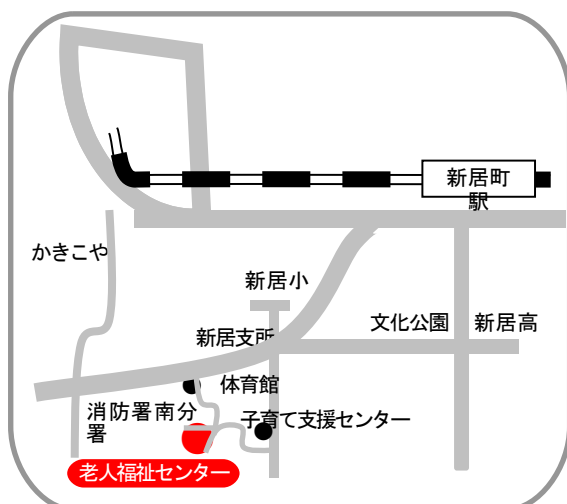 新居町
駅
かきこや
新居小
文化公園
新居高
新居支所
体育館
消防署南分
署
子育て支援センター
老人福祉センター